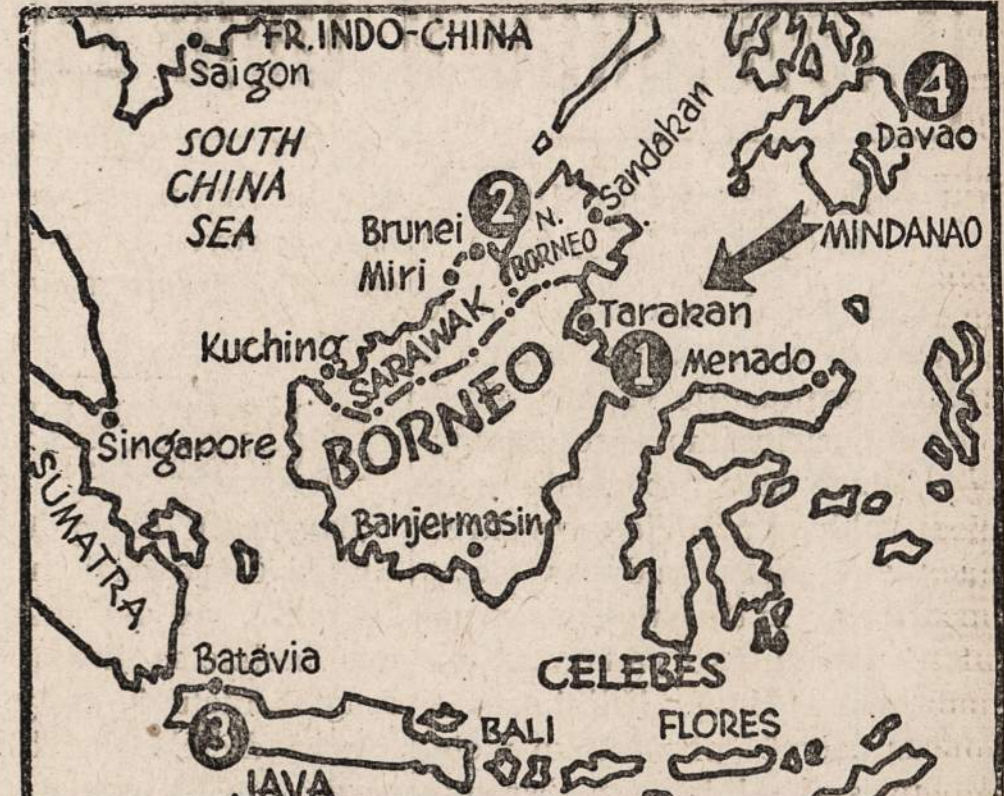 FR. INDO-CHINA
Saigon
4
Davao
SOUTH
CHINA
SEA
Sandakan
2
N.
BORNEO
Brunei
Miri
MINDANAO
Tarakan
SARAWAK
Kuching
1
Menado
BORNEO
Singapore
SUMATRA
Banjermasin
Batavia
CELEBES
3
BALI
FLORES
JAVA